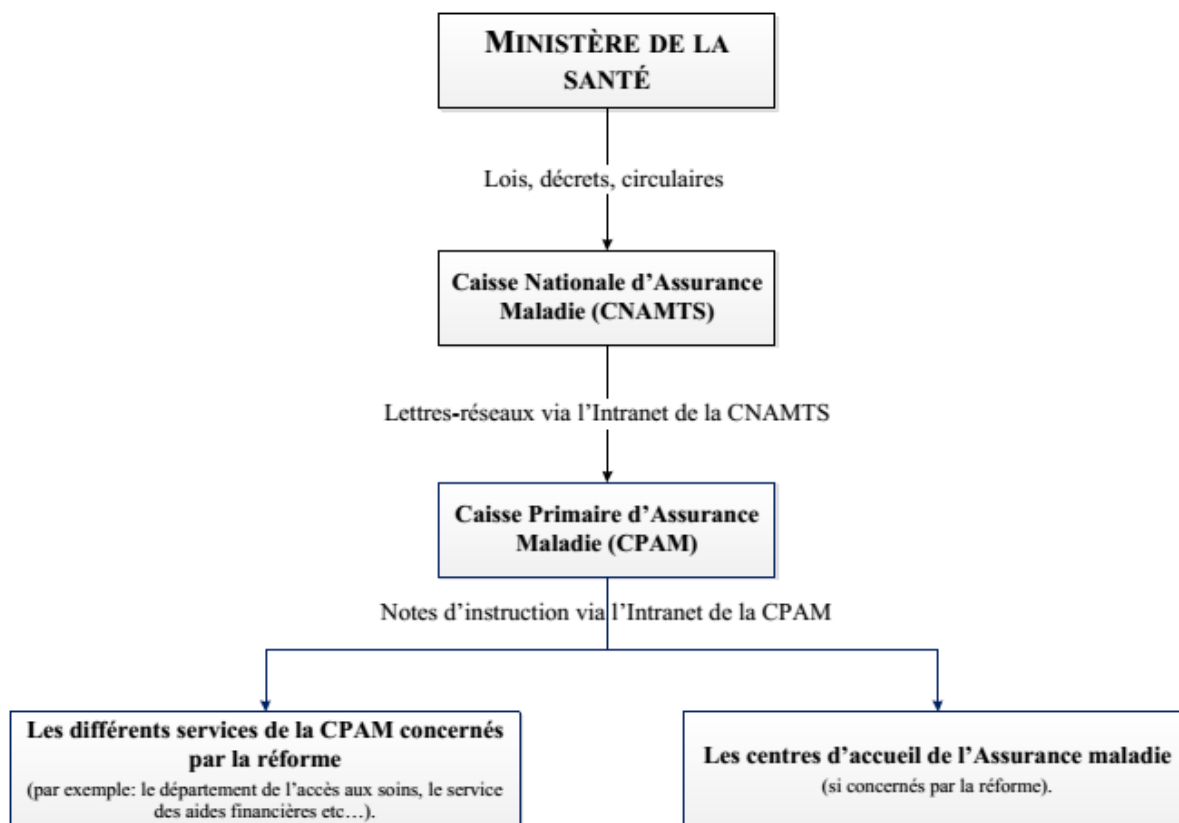 MINISTÈRE DE LA
SANTÉ
Lois, décrets, circulaires
Caisse Nationale d’Assurance
Maladie (CNAMTS)
Lettres-réseaux via l’Intranet de la CNAMTS
Caisse Primaire d’Assurance
Maladie (CPAM)
Notes d’instruction via l’Intranet de la CPAM
Les différents services de la CPAM concernés
par la réforme
(par exemple: le département de l’accès aux soins, le service
des aides financières etc…).
Les centres d’accueil de l’Assurance maladie
(si concernés par la réforme).